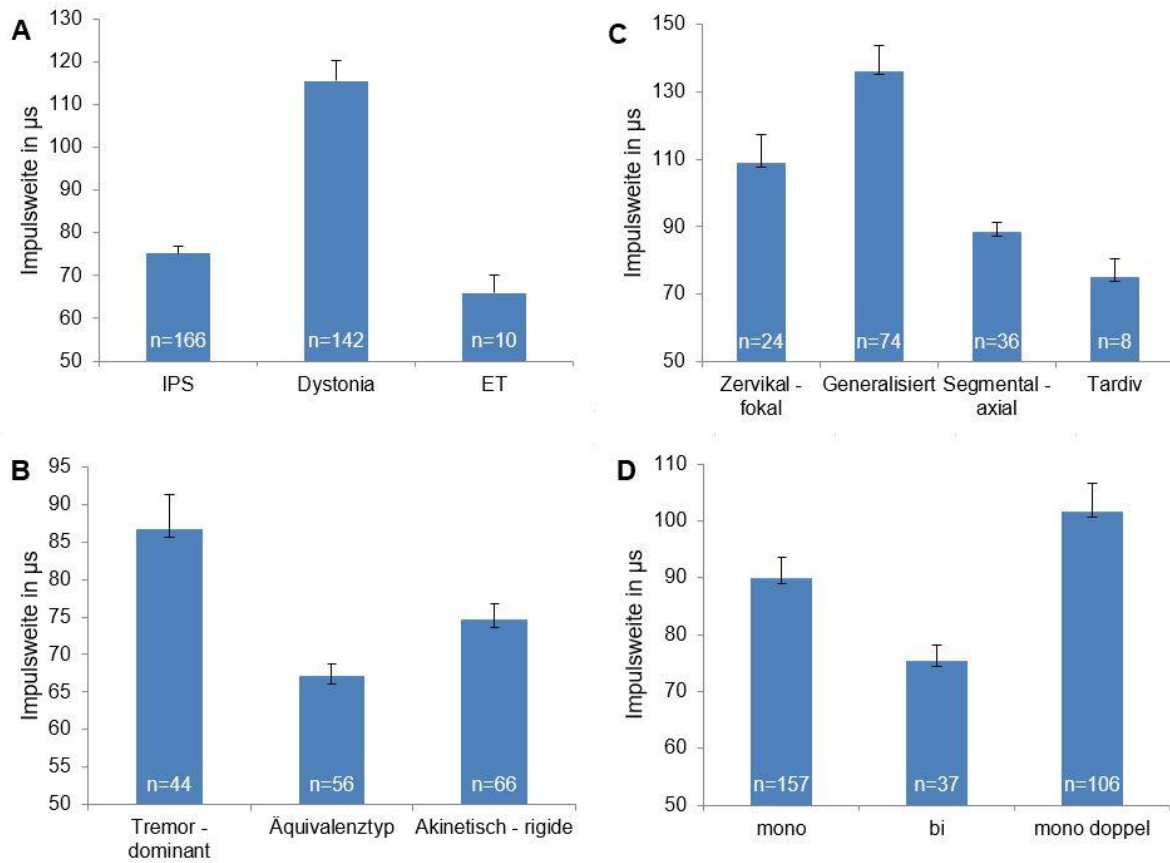 A
Impulsweite in µs
130
120
110
100
90
80
70
60
50
n=166
n=142
n=10
IPS
Dystonia
ET
C
Impulsweite in µs
150
130
110
90
70
50
n=24
n=74
n=36
n=8
Zervikal -
fokal
Generalisiert
Segmental -
axial
Tardiv
B
Impulsweite in µs
95
90
85
80
75
70
65
60
55
50
n=44
n=56
n=66
Tremor -
dominant
Äquivalenztyp
Akinetisch - rigide
D
Impulsweite in µs
110
100
90
80
70
60
50
n=157
n=37
n=106
mono
bi
mono doppel